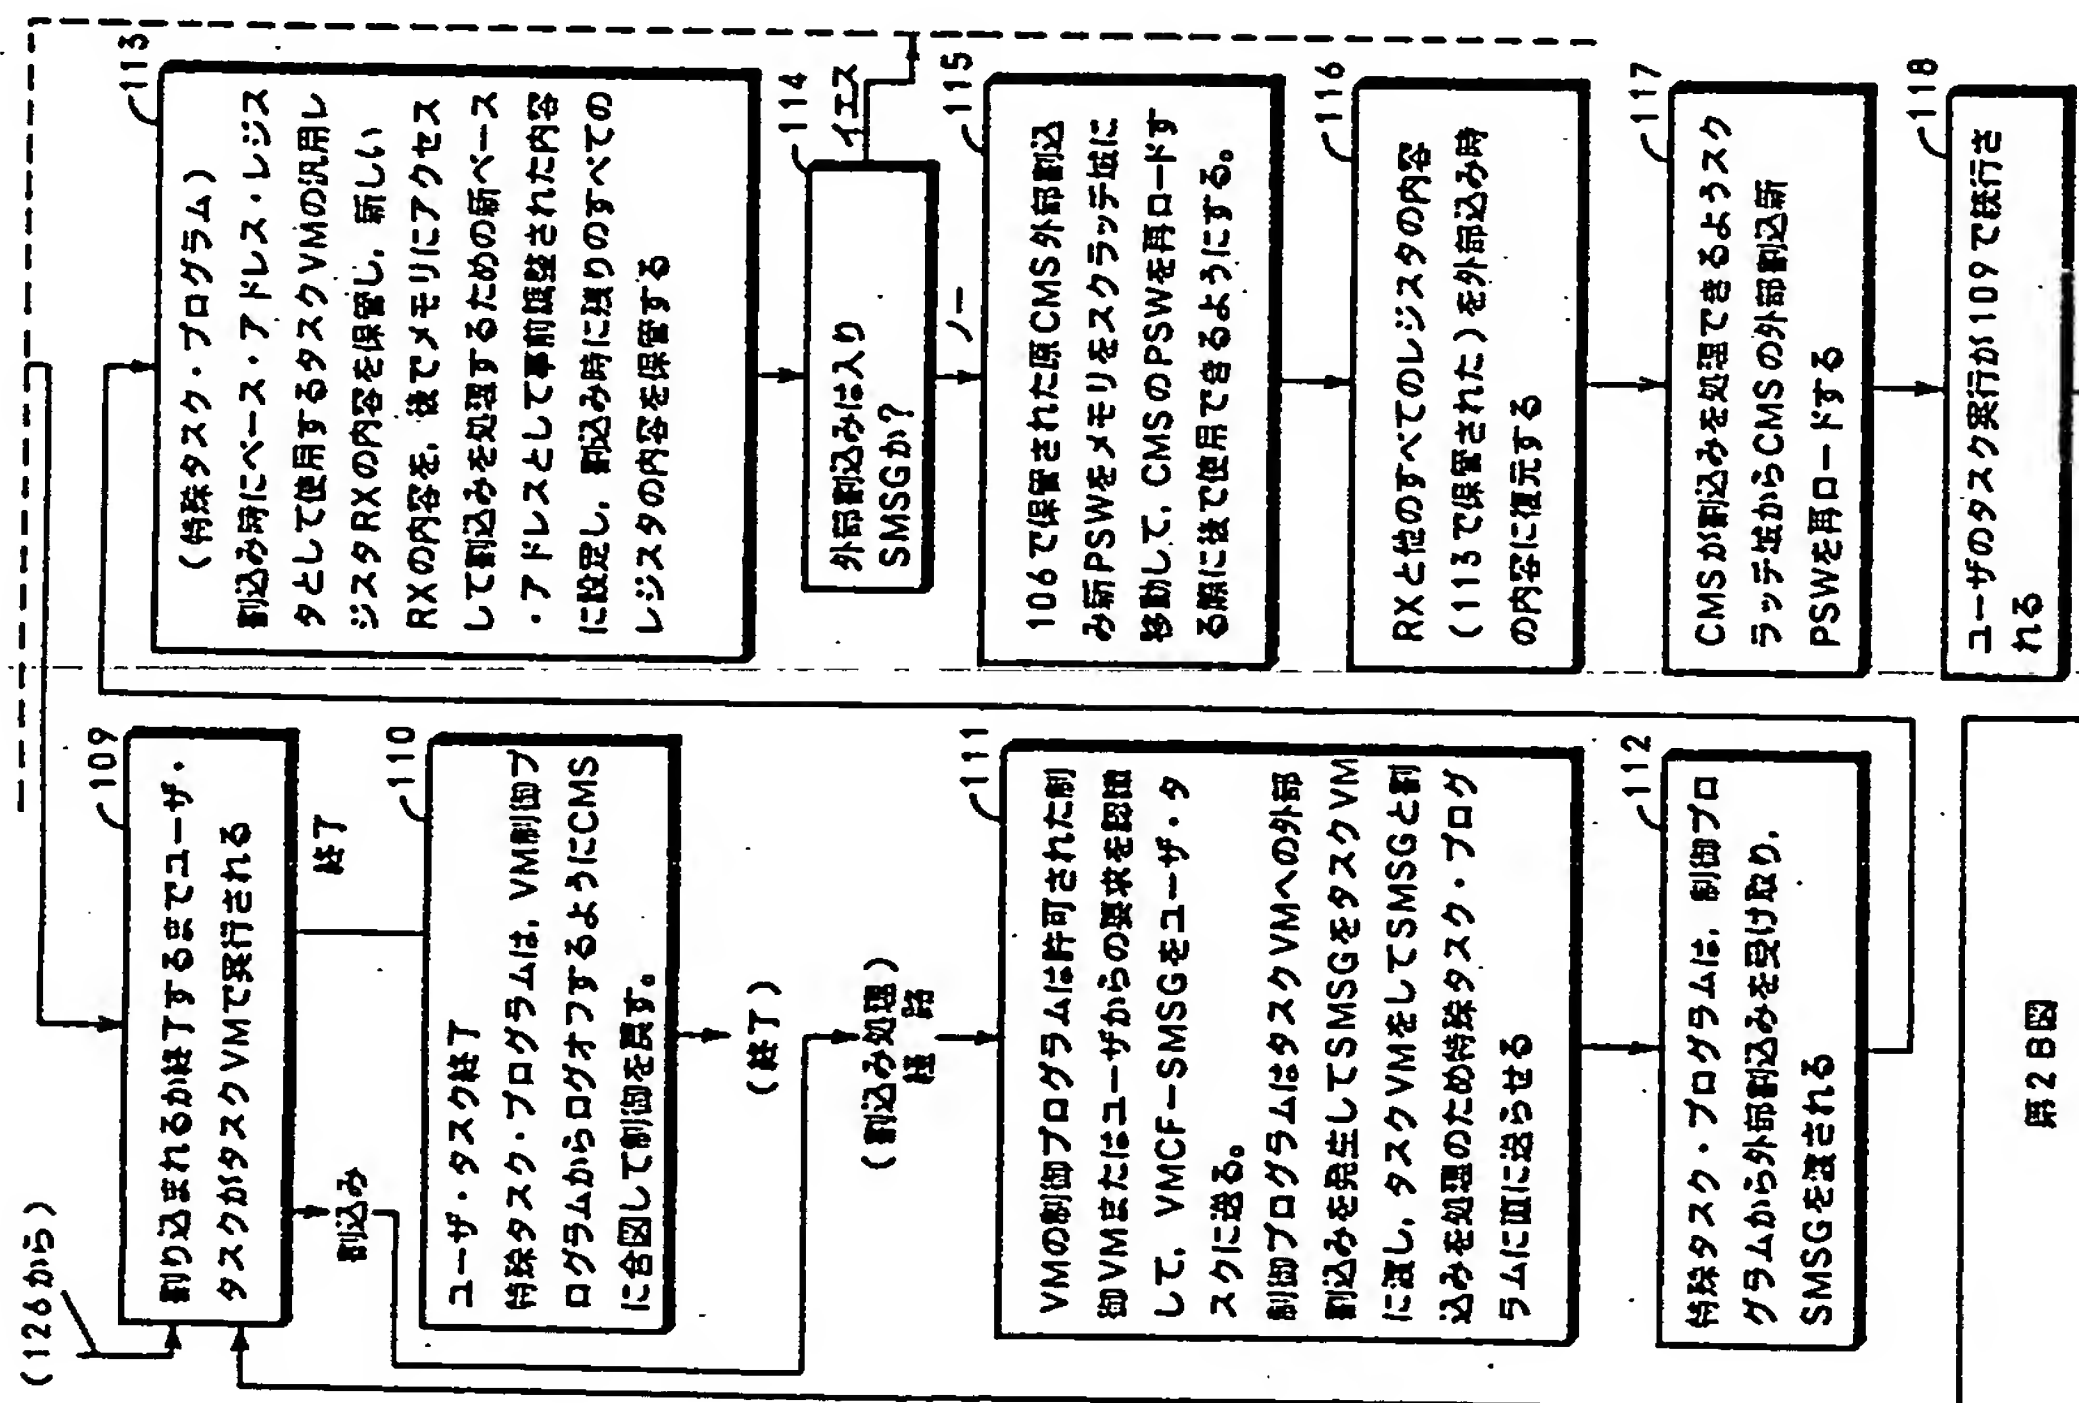 (126から)
109
割り込まれるか終了するまでユーザ・
タスクがタスクVMで実行される
割込み
終了
110
ユーザ・タスク終了
特殊タスク・プログラムは、VM制御プ
ログラムからログオフするようにCMS
に合図して制御を戻す。
(終了)
(割込み処理)
経路
111
VMの制御プログラムは許可された制
御VMまたはユーザからの要求を認識
して、VMCF−SMSGをユーザ・タ
スクに送る。
制御プログラムはタスクVMへの外部
割込みを発生してSMSGをタスクVM
に渡し、タスクVMをしてSMSGと割
込みを処理のため特殊タスク・プログ
ラムに直に送らせる
112
特殊タスク・プログラムは、制御プロ
グラムから外部割込みを受け取り、
SMSGを渡される
113
(特殊タスク・プログラム)
割込み時にベース・アドレス・レジス
タとして使用するタスクVMの汎用レ
ジスタRXの内容を保管し、新しい
RXの内容を、後でメモリにアクセス
して割込みを処理するための新ベース
・アドレスとして事前調整された内容
に設定し、割込み時に残りのすべての
レジスタの内容を保管する
114
外部割込みは入り
SMSGか?
イエス
ノー
115
106で保管された原CMS外部割込
み新PSWをメモリをスクラッチ域に
移動して、CMSのPSWを再ロードす
る際に後で使用できるようにする。
116
RXと他のすべてのレジスタの内容
(113で保管された)を外部込み時
の内容に復元する
117
CMSが割込みを処理できるようスク
ラッチ域からCMSの外部割込新
PSWを再ロードする
118
ユーザのタスク実行が109で続行さ
れる
第2B図